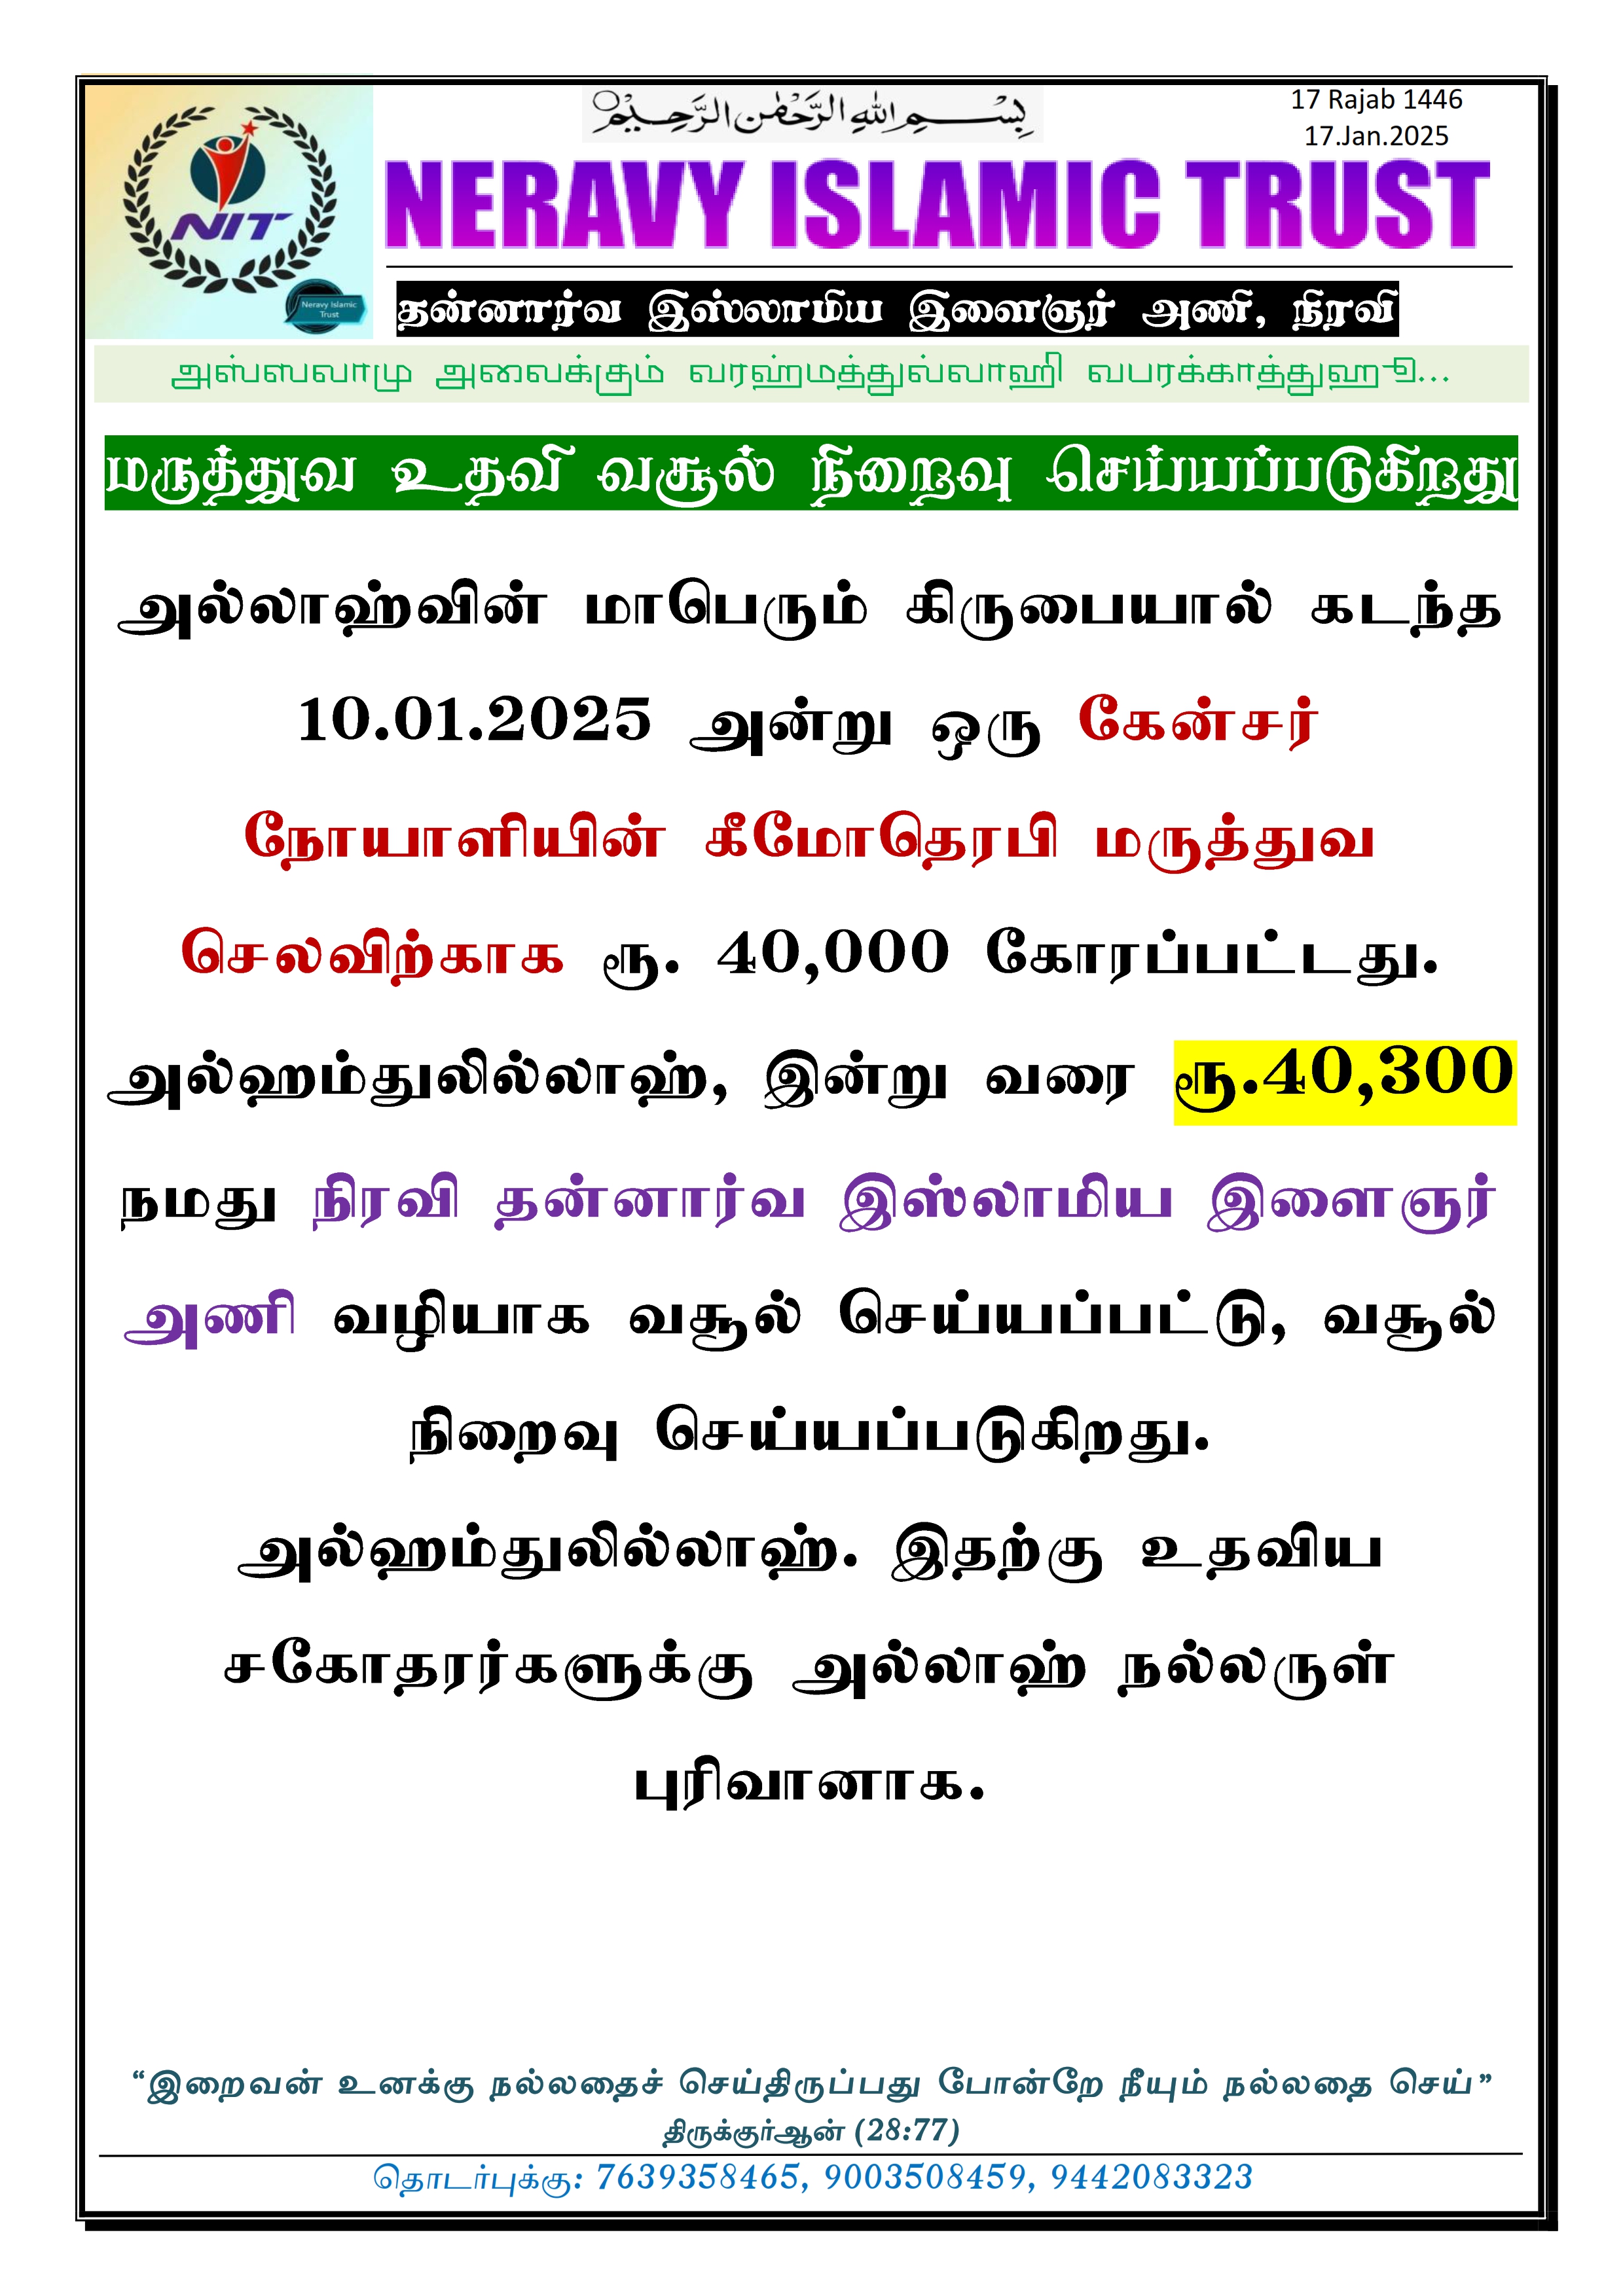 بِسْمِ اللهِ الرَّحْمٰنِ الرَّحِيْمِ
17 Rajab 1446
17.Jan.2025
NIT
Neravy Islamic
Trust
NERAVY ISLAMIC TRUST
தன்னார்வ இஸ்லாமிய இளைஞர் அணி, நிரவி
அஸ்ஸலாமு அலைக்கும் வரஹ்மத்துல்லாஹி வபரக்காத்துஹூ...
மருத்துவ உதவி வசூல் நிறைவு செய்யப்படுகிறது
அல்லாஹ்வின் மாபெரும் கிருபையால் கடந்த
10.01.2025 அன்று ஒரு கேன்சர்
நோயாளியின் கீமோதெரபி மருத்துவ
செலவிற்காக ரூ. 40,000 கோரப்பட்டது.
அல்ஹம்துலில்லாஹ், இன்று வரை ரூ.40,300
நமது நிரவி தன்னார்வ இஸ்லாமிய இளைஞர்
அணி வழியாக வசூல் செய்யப்பட்டு, வசூல்
நிறைவு செய்யப்படுகிறது.
அல்ஹம்துலில்லாஹ். இதற்கு உதவிய
சகோதரர்களுக்கு அல்லாஹ் நல்லருள்
புரிவானாக.
“இறைவன் உனக்கு நல்லதைச் செய்திருப்பது போன்றே நீயும் நல்லதை செய்”
திருக்குர்ஆன் (28:77)
தொடர்புக்கு: 7639358465, 9003508459, 9442083323